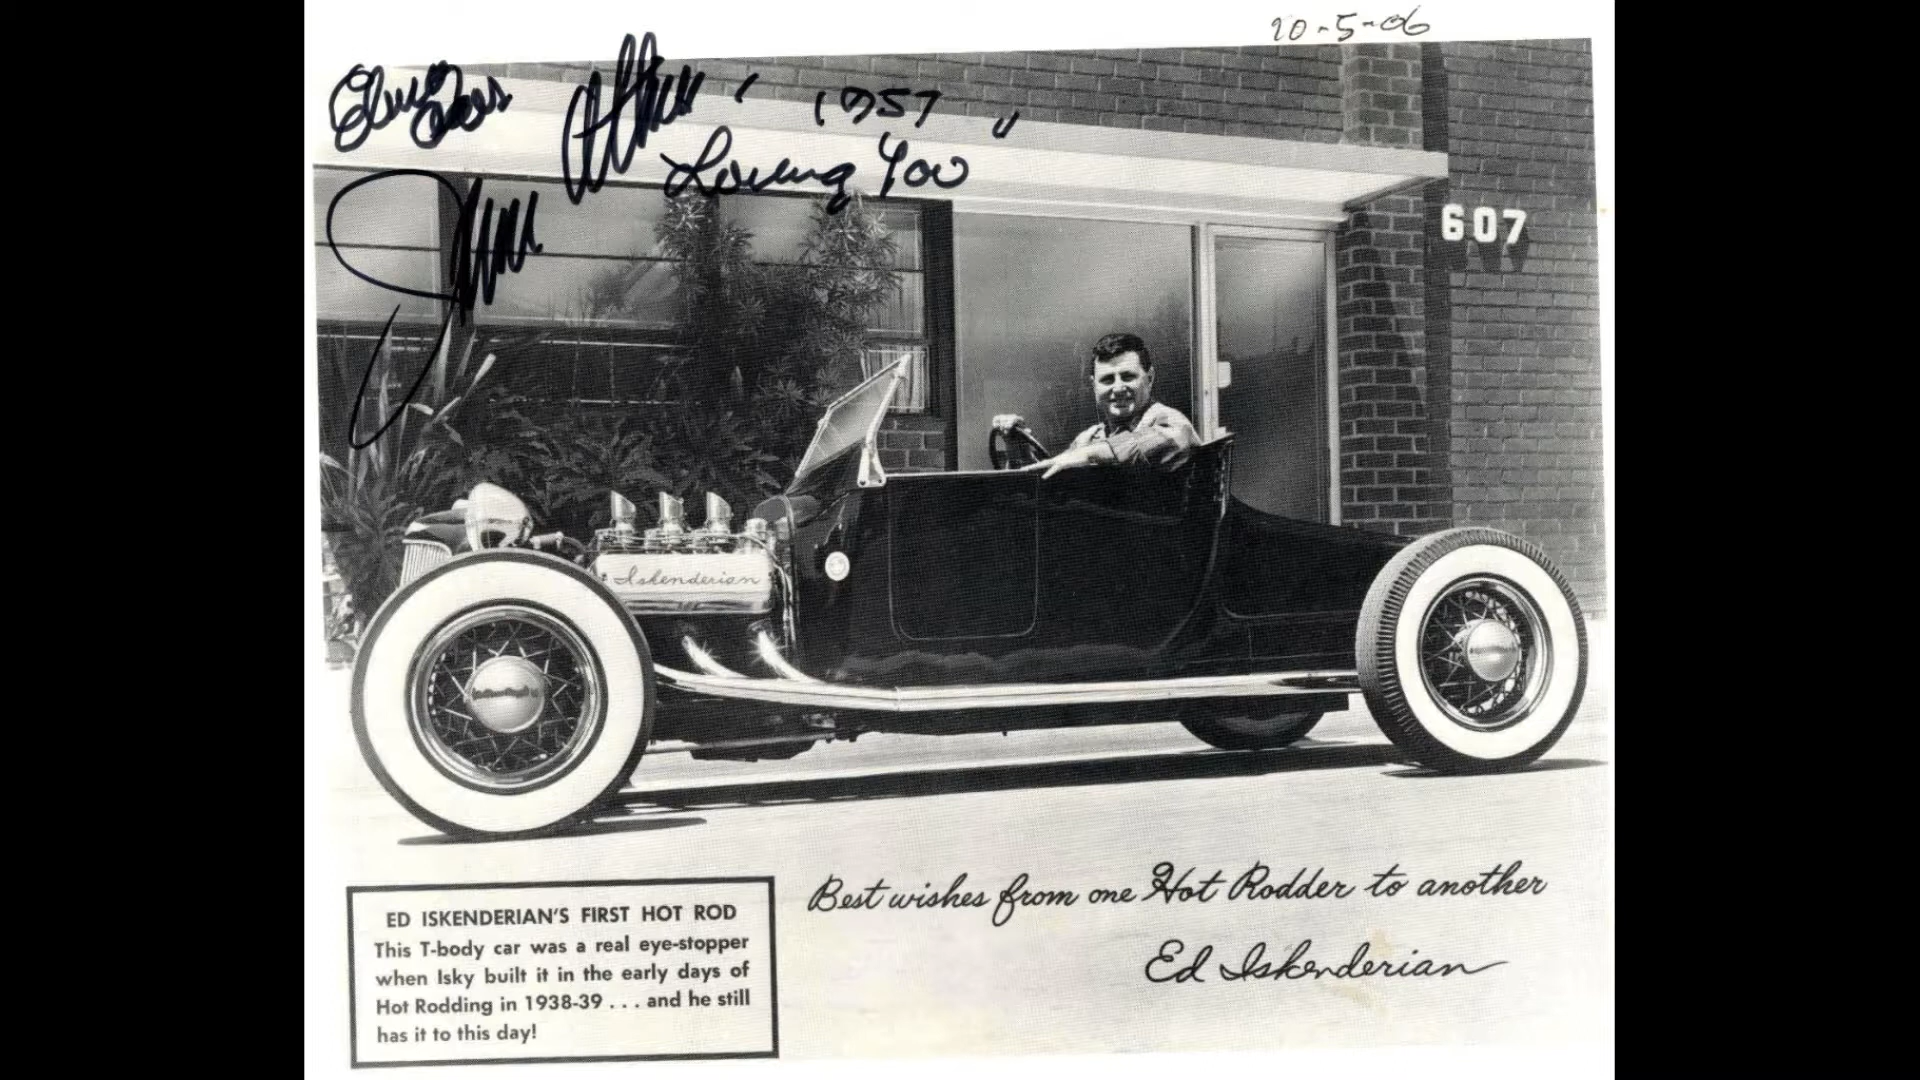 10-5-06
1957
Loving You
607
Iskenderian
Best wishes from one Hot Rodder to another
Ed Iskenderian
ED ISKENDERIAN'S FIRST HOT ROD
This T-body car was a real eye-stopper
when Isky built it in the early days of
Hot Rodding in 1938-39 . . . and he still
has it to this day!